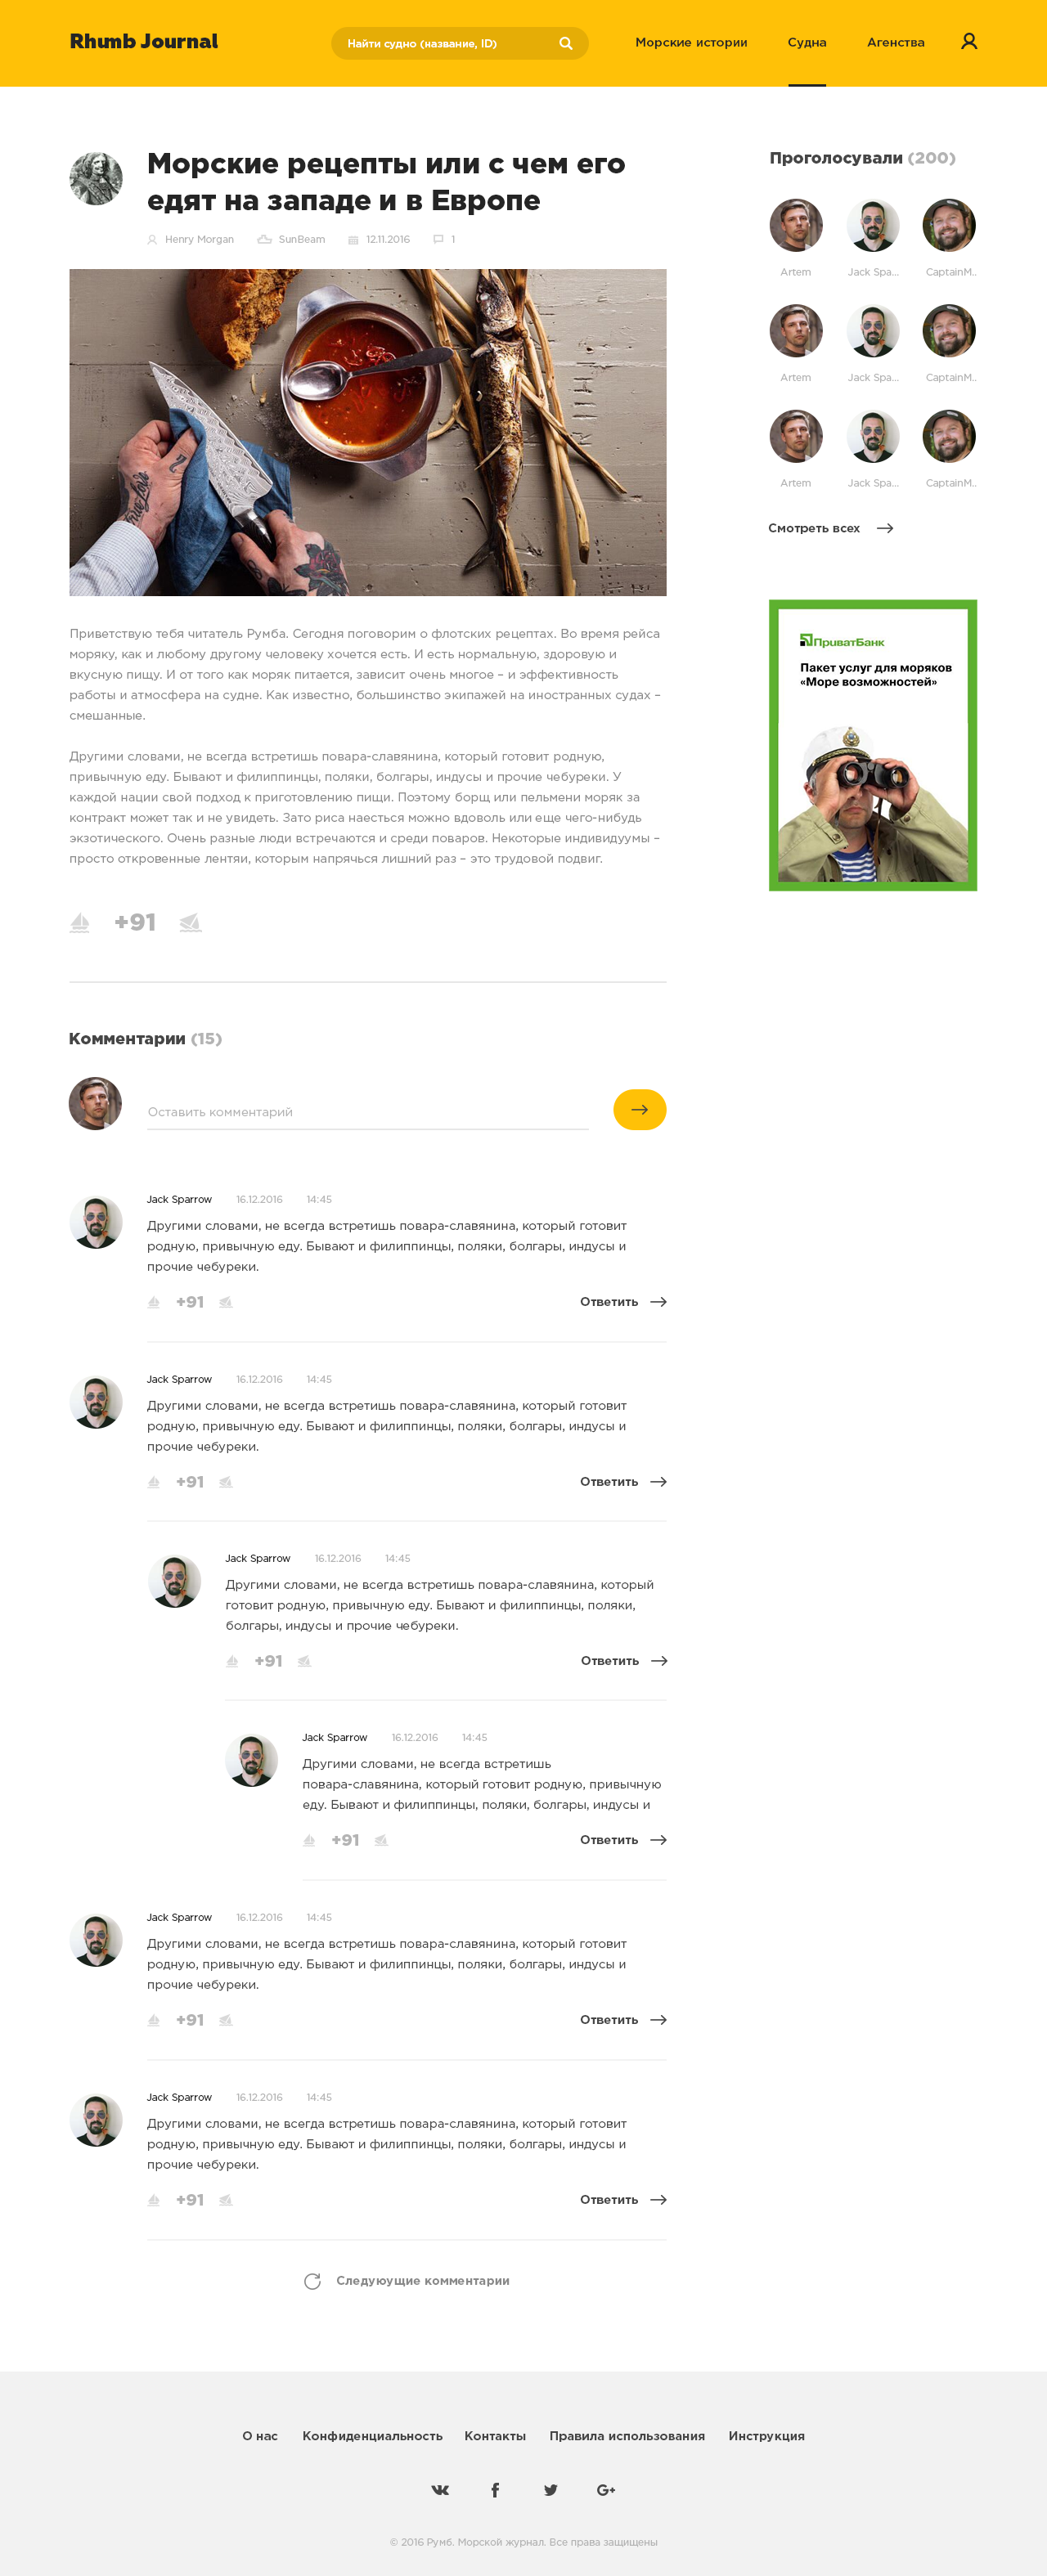 Rhumb Journal
Найти судно (название, ID)
Морские истории
Судна
Агенства
Морские рецепты или с чем его
едят на западе и в Европе
Henry Morgan
SunBeam
12.11.2016
1
True Love
Приветствую тебя читатель Румба. Сегодня поговорим о флотских рецептах. Во время рейса
моряку, как и любому другому человеку хочется есть. И есть нормальную, здоровую и
вкусную пищу. И от того как моряк питается, зависит очень многое – и эффективность
работы и атмосфера на судне. Как известно, большинство экипажей на иностранных судах –
смешанные.
Другими словами, не всегда встретишь повара-славянина, который готовит родную,
привычную еду. Бывают и филиппинцы, поляки, болгары, индусы и прочие чебуреки. У
каждой нации свой подход к приготовлению пищи. Поэтому борщ или пельмени моряк за
контракт может так и не увидеть. Зато риса наесться можно вдоволь или еще чего-нибудь
экзотического. Очень разные люди встречаются и среди поваров. Некоторые индивидуумы –
просто откровенные лентяи, которым напрячься лишний раз – это трудовой подвиг.
+91
Комментарии (15)
Оставить комментарий
Jack Sparrow 16.12.2016 14:45
Другими словами, не всегда встретишь повара-славянина, который готовит
родную, привычную еду. Бывают и филиппинцы, поляки, болгары, индусы и
прочие чебуреки.
+91 Ответить
Jack Sparrow 16.12.2016 14:45
Другими словами, не всегда встретишь повара-славянина, который готовит
родную, привычную еду. Бывают и филиппинцы, поляки, болгары, индусы и
прочие чебуреки.
+91 Ответить
Jack Sparrow 16.12.2016 14:45
Другими словами, не всегда встретишь повара-славянина, который
готовит родную, привычную еду. Бывают и филиппинцы, поляки,
болгары, индусы и прочие чебуреки.
+91 Ответить
Jack Sparrow 16.12.2016 14:45
Другими словами, не всегда встретишь
повара-славянина, который готовит родную, привычную
еду. Бывают и филиппинцы, поляки, болгары, индусы и
+91 Ответить
Jack Sparrow 16.12.2016 14:45
Другими словами, не всегда встретишь повара-славянина, который готовит
родную, привычную еду. Бывают и филиппинцы, поляки, болгары, индусы и
прочие чебуреки.
+91 Ответить
Jack Sparrow 16.12.2016 14:45
Другими словами, не всегда встретишь повара-славянина, который готовит
родную, привычную еду. Бывают и филиппинцы, поляки, болгары, индусы и
прочие чебуреки.
+91 Ответить
Следуюущие комментарии
Проголосували (200)
Artem Jack Spa... CaptainM..
Artem Jack Spa... CaptainM..
Artem Jack Spa... CaptainM..
Смотреть всех
ПриватБанк
Пакет услуг для моряков
«Море возможностей»
О нас Конфиденциальность Контакты Правила использования Инструкция
© 2016 Румб. Морской журнал. Все права защищены